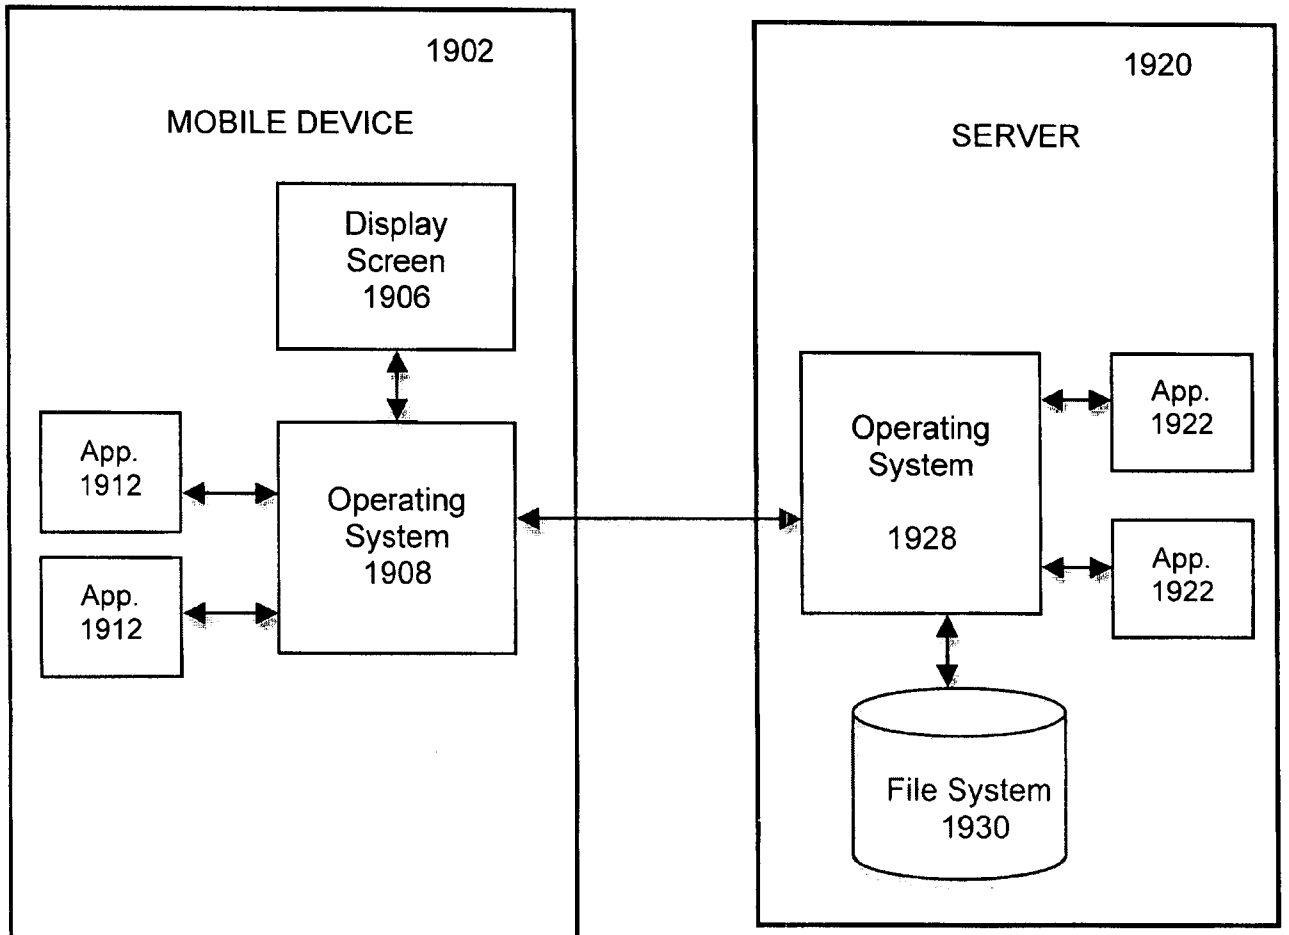 1902
MOBILE DEVICE
Display
Screen
1906
App.
1912
App.
1912
Operating
System
1908
1920
SERVER
Operating
System
1928
App.
1922
App.
1922
File System
1930